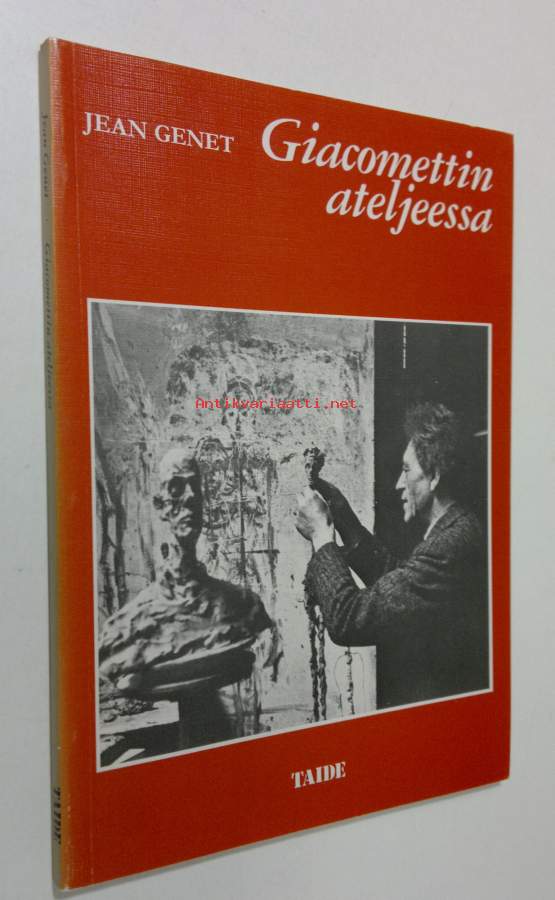 JEAN GENET
Giacomettin
ateljeessa
Antikvariaatti.net
TAIDE
Jean Genet Giacomettin ateljeessa
TAIDE